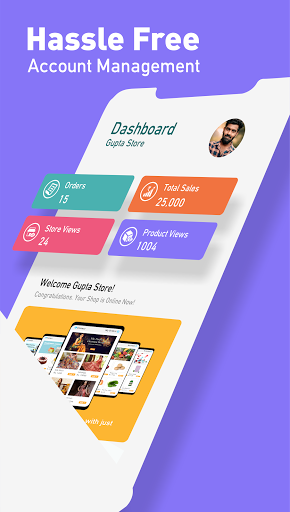 Hassle Free
Account Management
Dashboard
Gupta Store
Orders
15
Total Sales
25,000
Store Views
24
Product Views
1004
Welcome Gupta Store!
Congratulations. Your Shop is Online Now!
with just